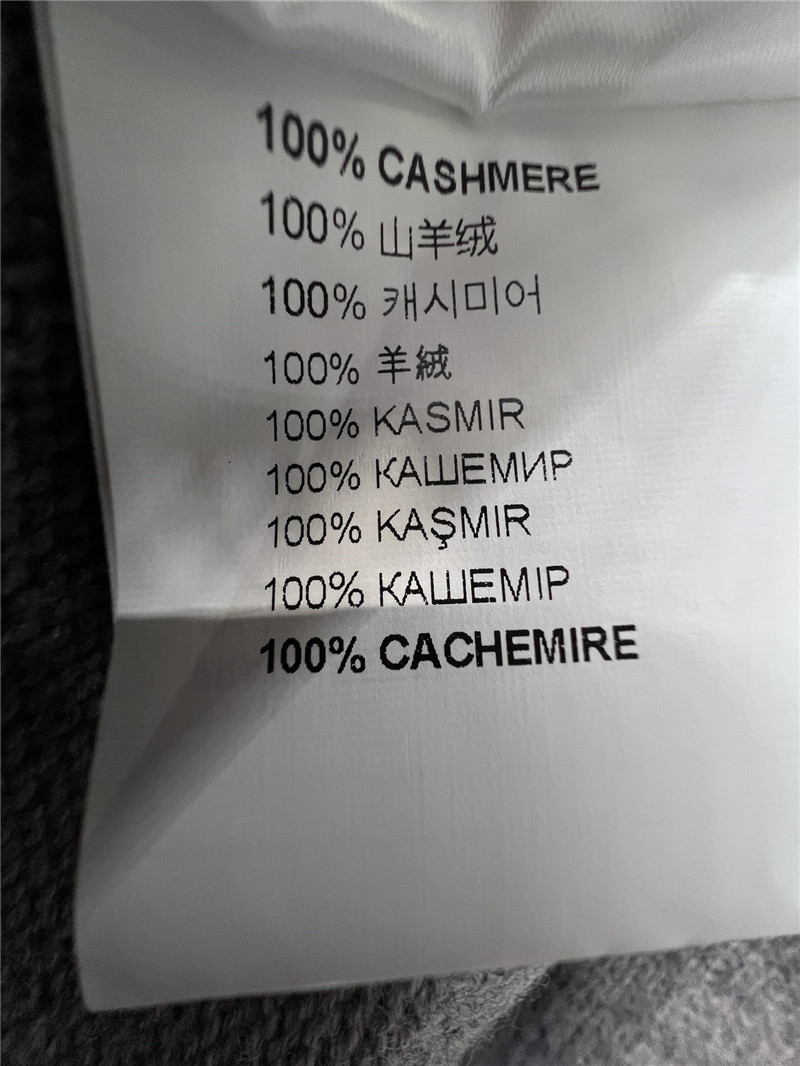 100% CASHMERE
100% 山羊绒
100% 캐시미어
100% 羊絨
100% KASMIR
100% КАШЕМИР
100% KAŞMIR
100% КАШЕМІР
100% CACHEMIRE